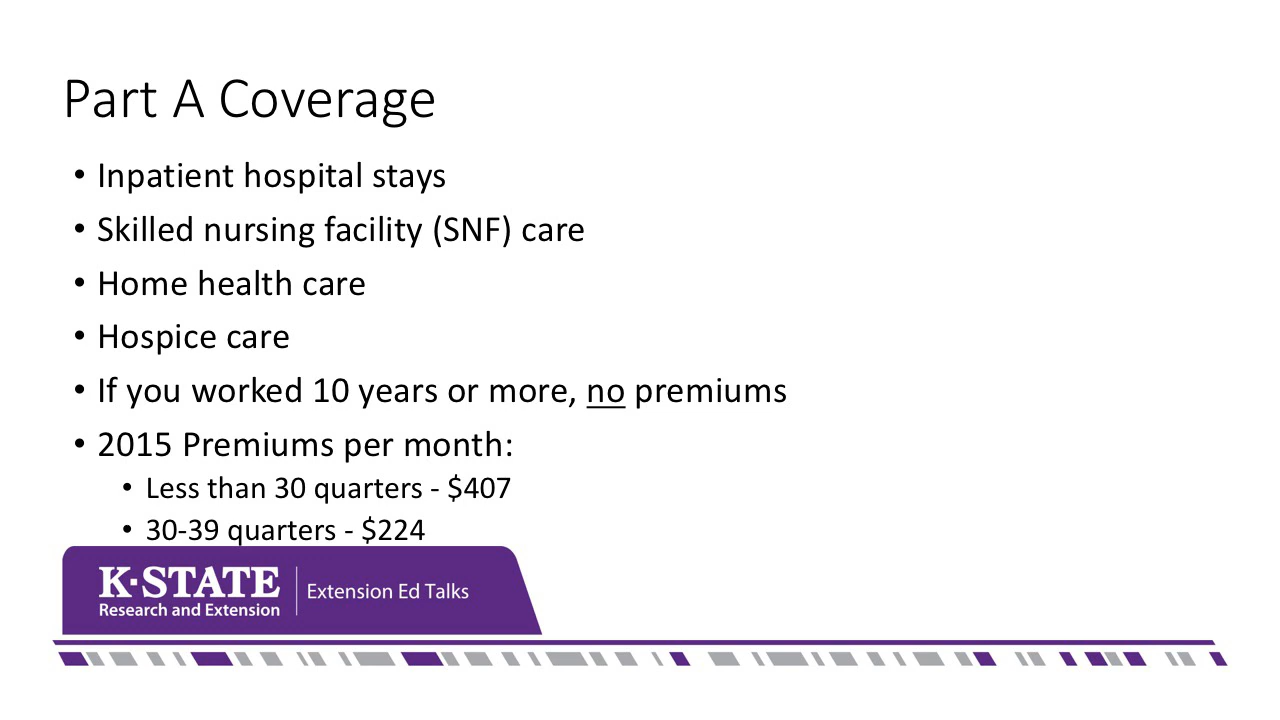 Part A Coverage
• Inpatient hospital stays
• Skilled nursing facility (SNF) care
• Home health care
• Hospice care
• If you worked 10 years or more, no premiums
• 2015 Premiums per month:
• Less than 30 quarters - $407
• 30-39 quarters - $224
K·STATE
Research and Extension
Extension Ed Talks